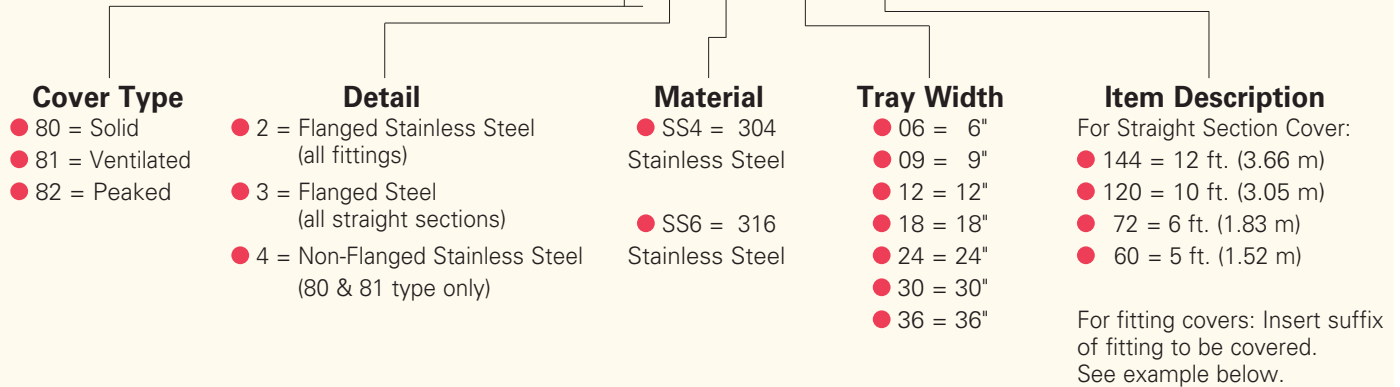 Cover Type
80 = Solid
81 = Ventilated
82 = Peaked
Detail
2 = Flanged Stainless Steel
(all fittings)
3 = Flanged Steel
(all straight sections)
4 = Non-Flanged Stainless Steel
(80 & 81 type only)
Material
SS4 = 304
Stainless Steel
SS6 = 316
Stainless Steel
Tray Width
06 = 6"
09 = 9"
12 = 12"
18 = 18"
24 = 24"
30 = 30"
36 = 36"
Item Description
For Straight Section Cover:
144 = 12 ft. (3.66 m)
120 = 10 ft. (3.05 m)
72 = 6 ft. (1.83 m)
60 = 5 ft. (1.52 m)
For fitting covers: Insert suffix
of fitting to be covered.
See example below.